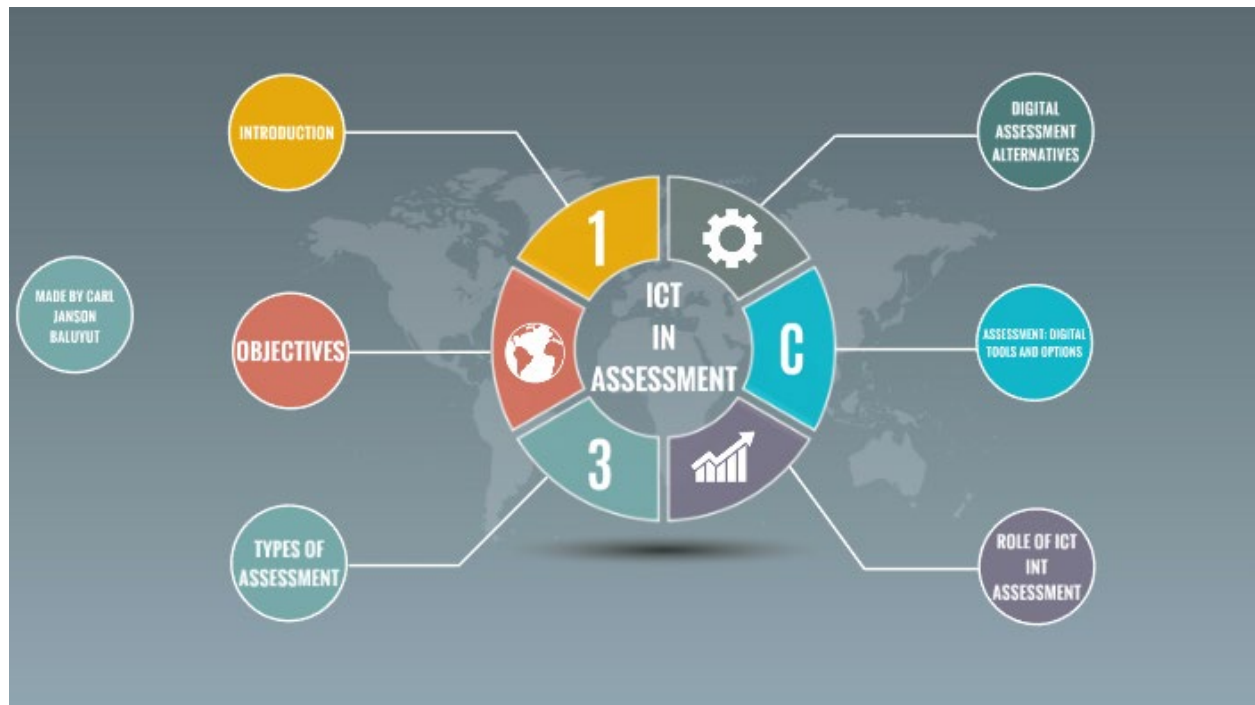 INTRODUCTION
DIGITAL
ASSESSMENT
ALTERNATIVES
1
MADE BY CARL
JANSON
BALUYUT
OBJECTIVES
ICT
IN
ASSESSMENT
C
ASSESSMENT: DIGITAL
TOOLS AND OPTIONS
3
TYPES OF
ASSESSMENT
ROLE OF ICT
INT
ASSESSMENT